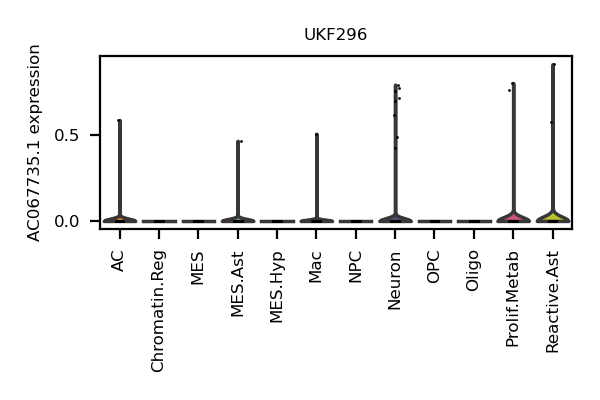 UKF296
AC067735.1 expression
0.5
0.0
AC
Chromatin.Reg
MES
MES.Ast
MES.Hyp
Mac
NPC
Neuron
OPC
Oligo
Prolif.Metab
Reactive.Ast